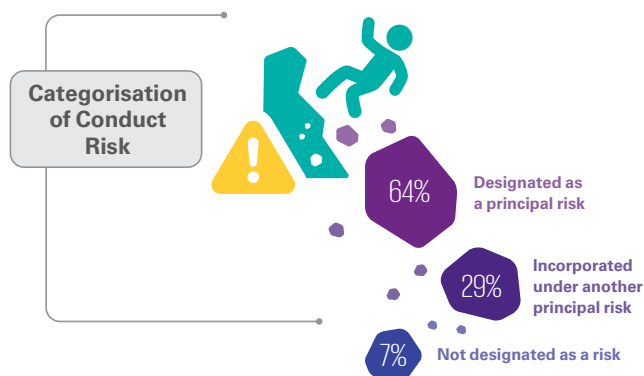 Categorisation
of Conduct
Risk
!
64%
Designated as
a principal risk
29%
Incorporated
under another
principal risk
7%
Not designated as a risk